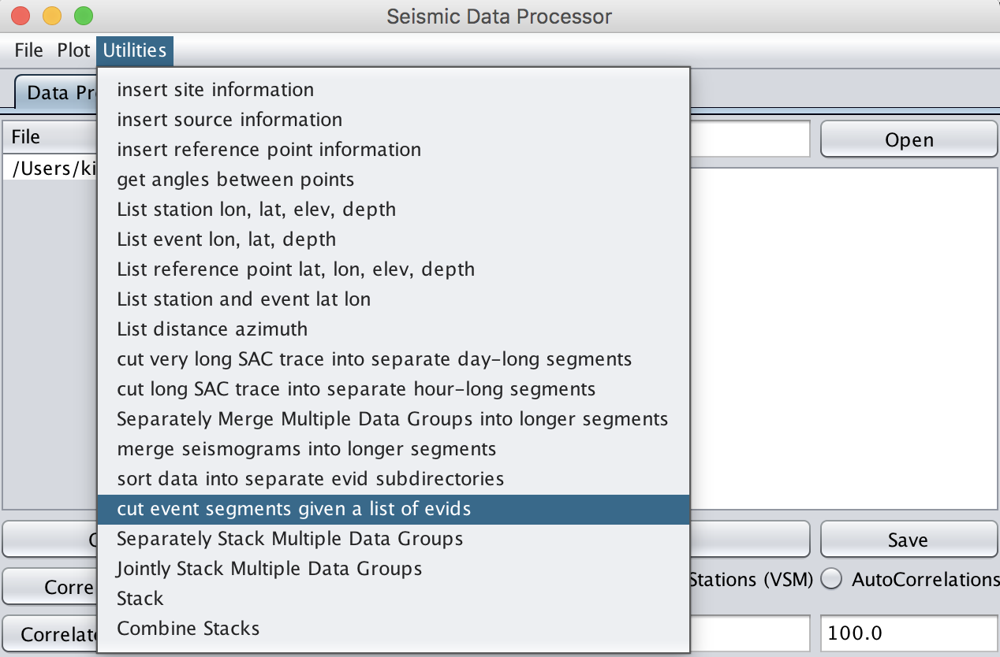 Seismic Data Processor
File Plot Utilities
Data Pr
insert site information
insert source information
File
Open
insert reference point information
/Users/ki
get angles between points
List station lon, lat, elev, depth
List event lon, lat, depth
List reference point lat, lon, elev, depth
List station and event lat lon
List distance azimuth
cut very long SAC trace into separate day-long segments
cut long SAC trace into separate hour-long segments
Separately Merge Multiple Data Groups into longer segments
merge seismograms into longer segments
sort data into separate evid subdirectories
cut event segments given a list of evids
Separately Stack Multiple Data Groups
Save
Jointly Stack Multiple Data Groups
Stations (VSM) AutoCorrelations
Corre
Stack
Combine Stacks
Correlat
100.0